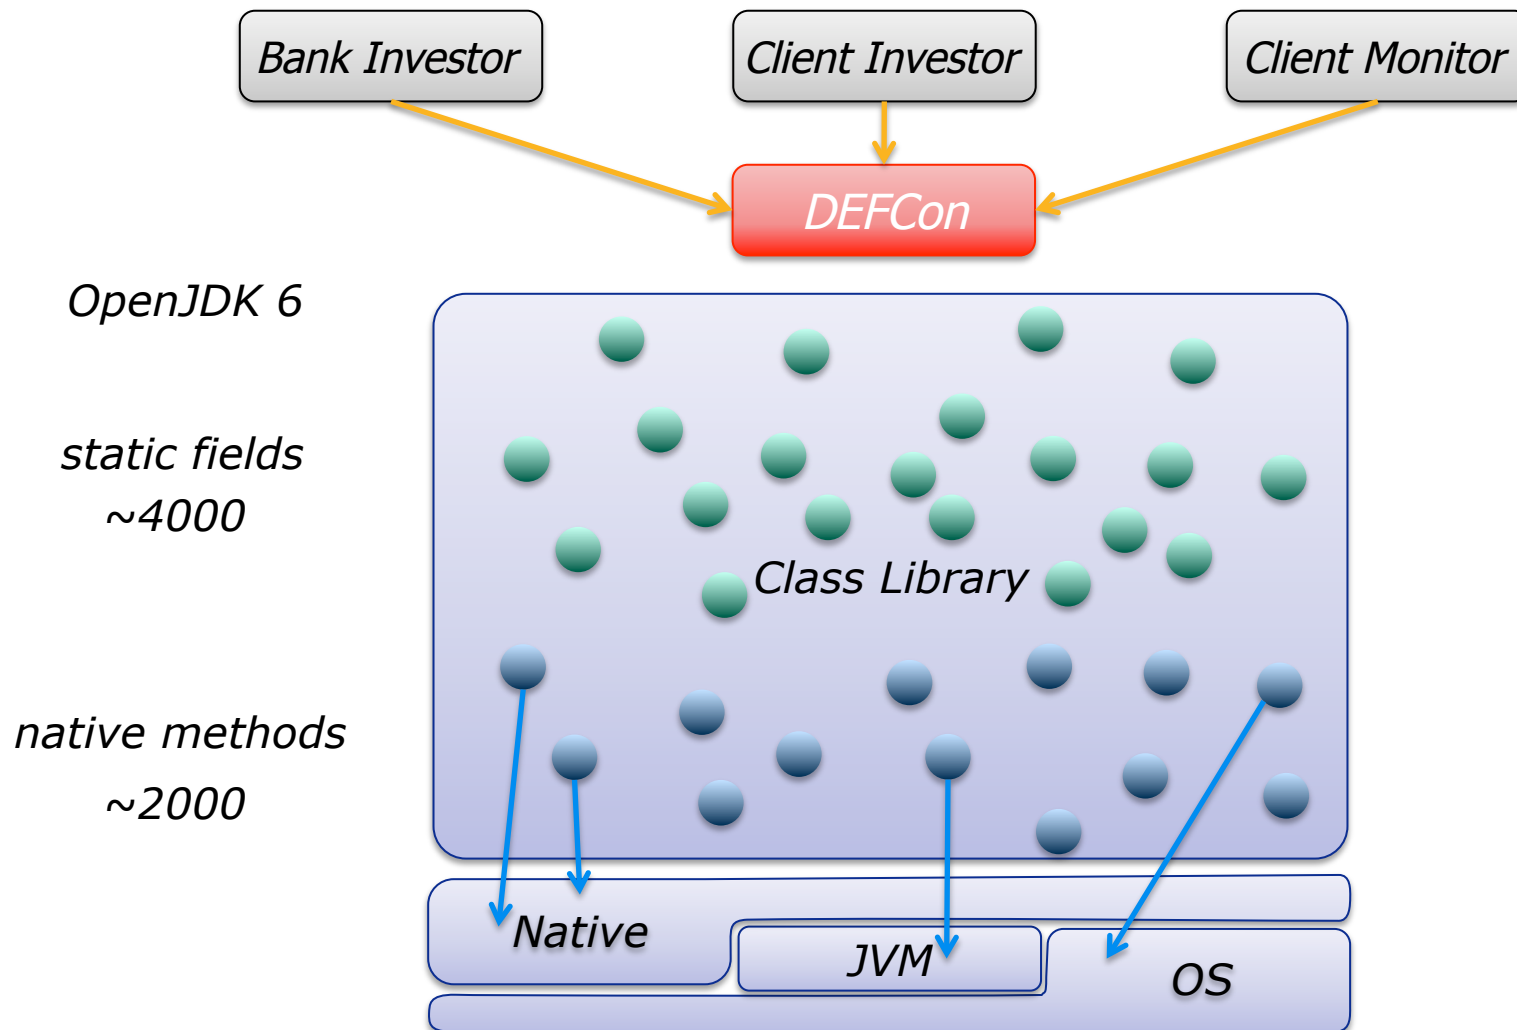 Bank Investor
Client Investor
Client Monitor
DEFCon
OpenJDK 6
static fields
~4000
Class Library
native methods
~2000
Native
JVM
OS